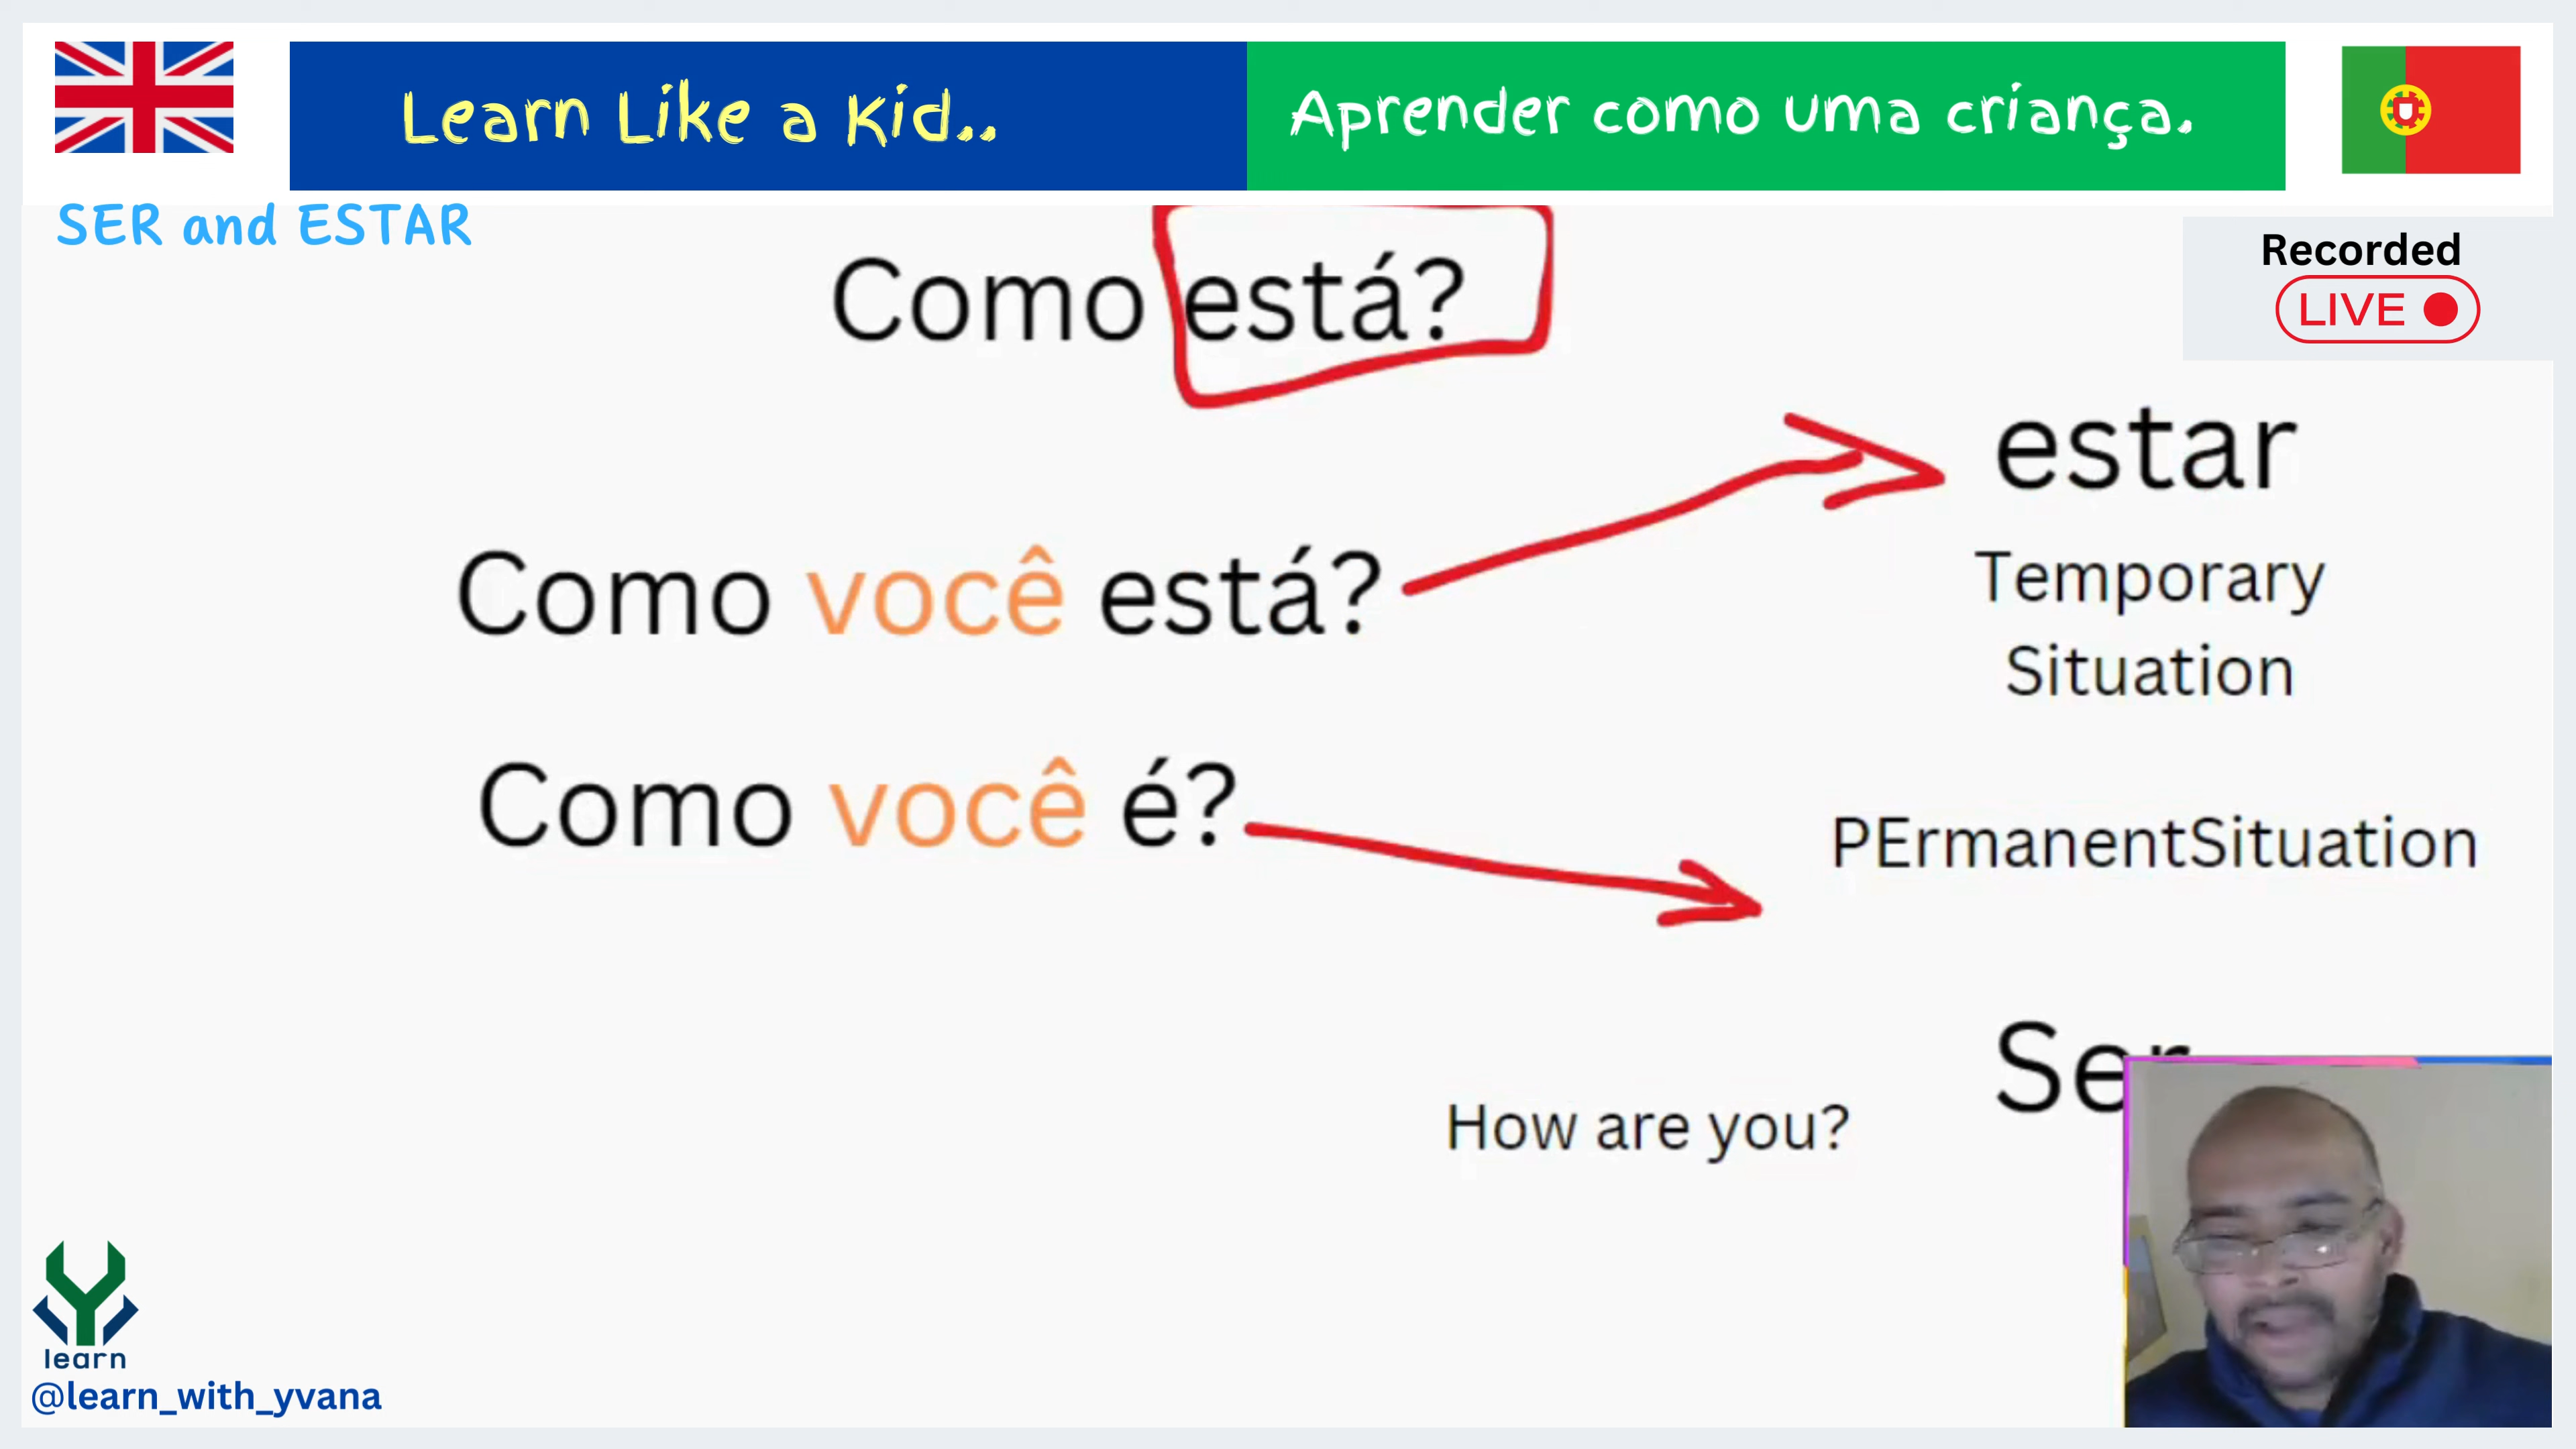 Learn Like a Kid..
Aprender como uma criança.
SER and ESTAR
Recorded
LIVE
Como está?
estar
Como você está?
Temporary
Situation
Como você é?
PErmanentSituation
Ser
How are you?
learn
@learn_with_yvana